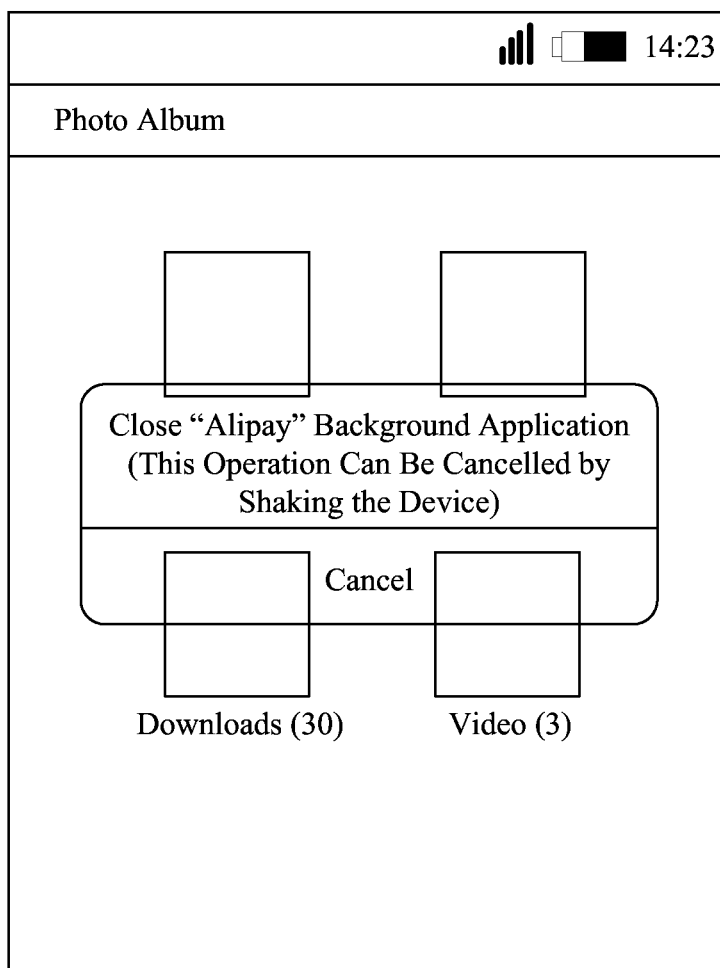 14:23
Photo Album
Close “Alipay” Background Application
(This Operation Can Be Cancelled by
Shaking the Device)
Cancel
Downloads (30)
Video (3)